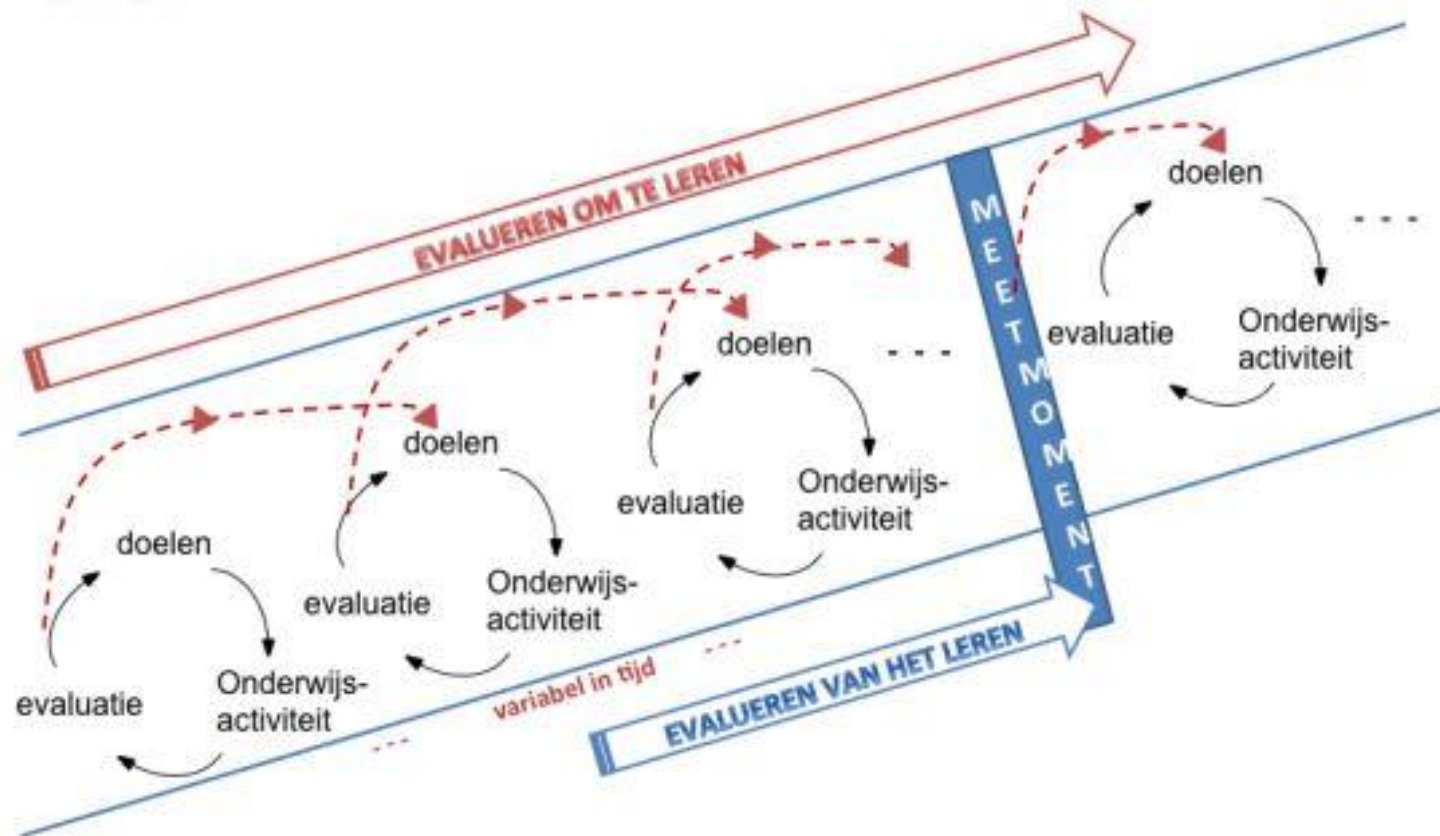 EVALUEREN OM TE LEREN
doelen
evaluatie
Onderwijs-
activiteit
doelen
evaluatie
Onderwijs-
activiteit
doelen
evaluatie
Onderwijs-
activiteit
MEETMOMENT
doelen
evaluatie
Onderwijs-
activiteit
variabel in tijd
EVALUEREN VAN HET LEREN